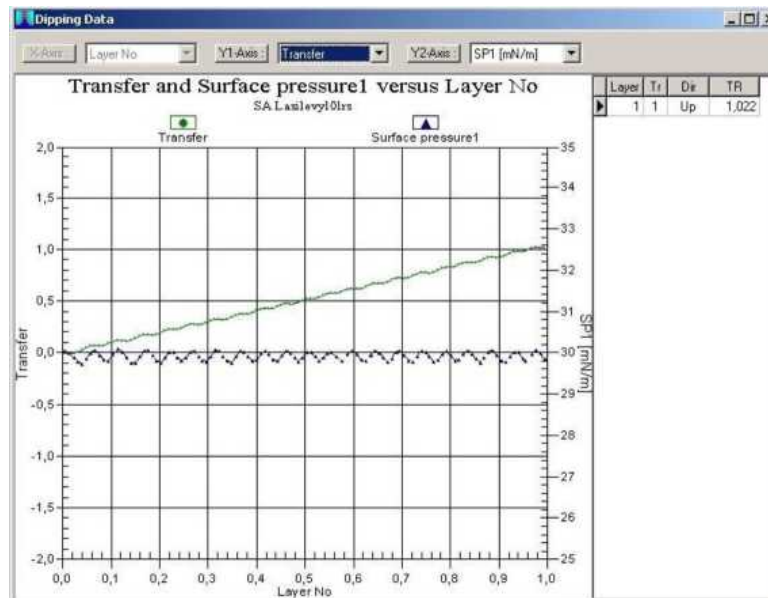 Dipping Data
X-Axis : Layer No Y1-Axis : Transfer Y2-Axis : SP1 [mN/m]
Transfer and Surface pressure1 versus Layer No
SA Lasilevy10lrs
Transfer Surface pressure1
Layer Tr Dir TR
1 1 Up 1,022
2,0
1,5
1,0
0,5
0,0
-0,5
-1,0
-1,5
-2,0
Transfer
35
34
33
32
31
30
29
28
27
26
25
SP1 [mN/m]
0,0 0,1 0,2 0,3 0,4 0,5 0,6 0,7 0,8 0,9 1,0
Layer No